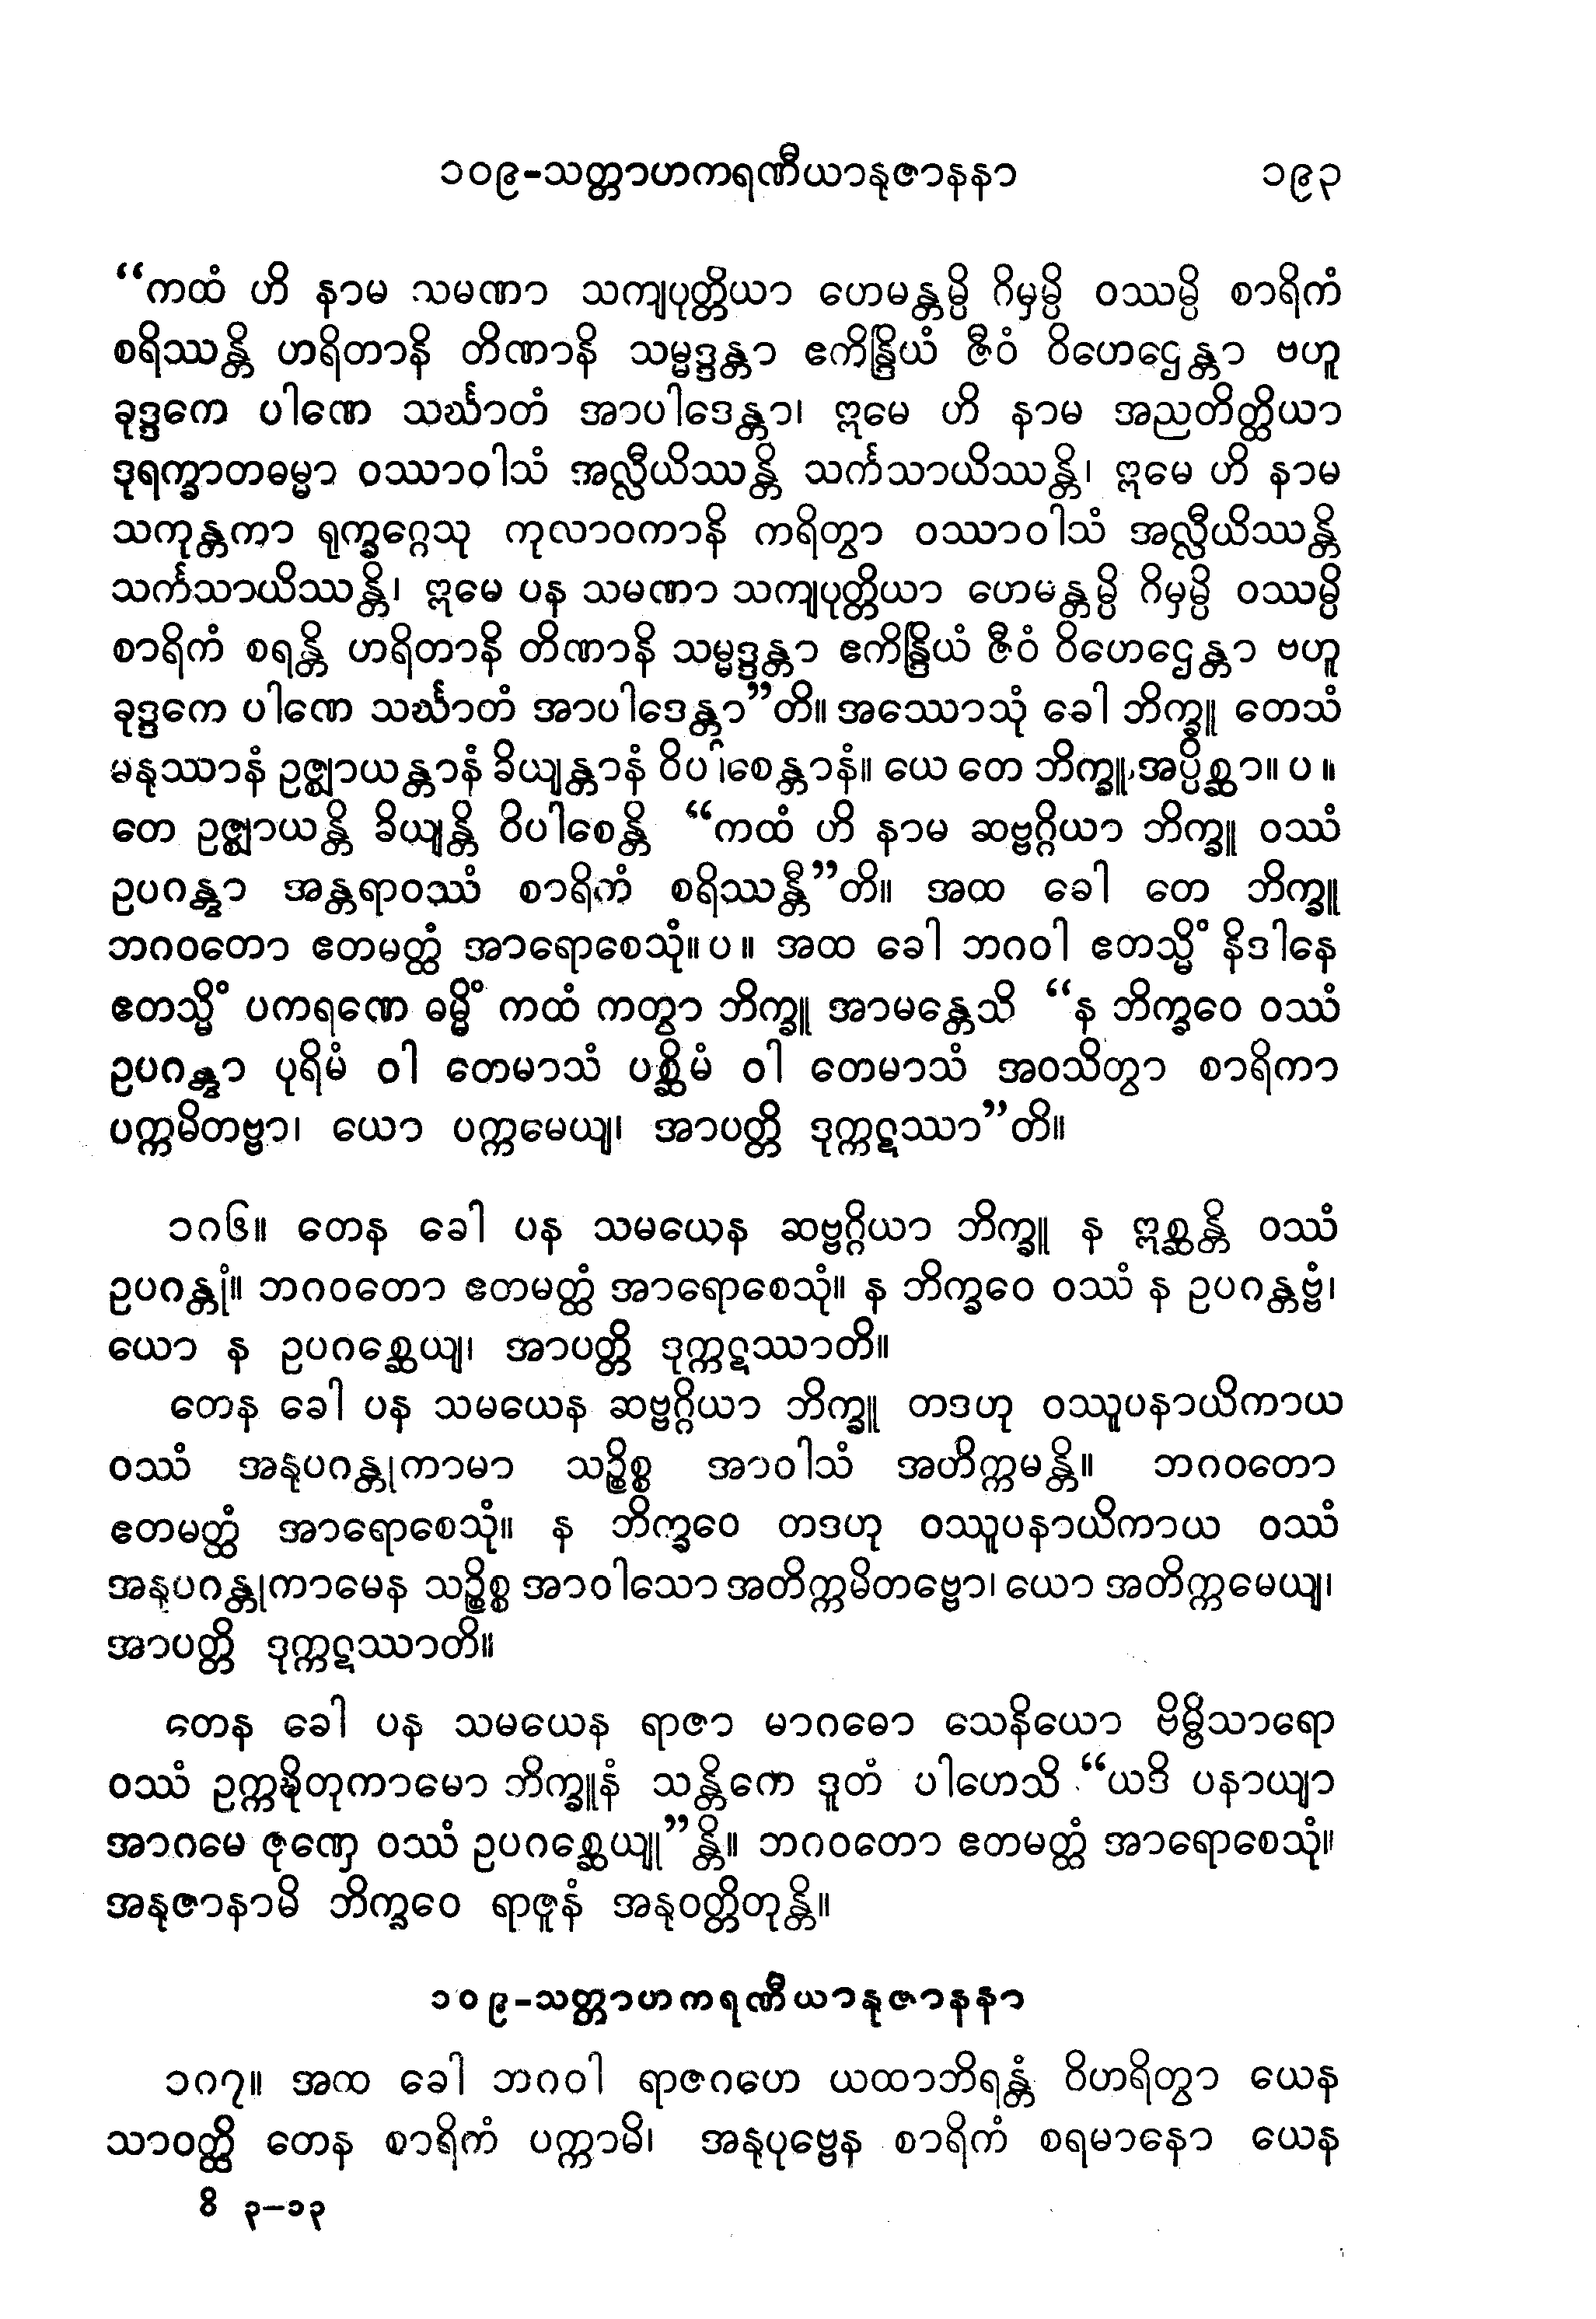 ၁၀၉-သတ္တာဟကရဏီယာနုဇာနနာ ၁၉၃
“ကထံ ဟိ နာမ သမဏာ သကျပုတ္တိယာ ဟေမန္တမ္ပိ ဂိမှမ္ပိ ဝဿမ္ပိ စာရိကံ
စရိဿန္တိ ဟရိတာနိ တိဏာနိ သမ္မဒ္ဒန္တာ ဧကိန္ဒြိယံ ဇီဝံ ဝိဟေဌေန္တာ ဗဟူ
ခုဒ္ဒကေ ပါဏေ သင်္ဃာတံ အာပါဒေန္တာ၊ ဣမေ ဟိ နာမ အညတိတ္ထိယာ
ဒုရက္ခာတဓမ္မာ ဝဿာဝါသံ အလ္လီယိဿန္တိ သင်္ကသာယိဿန္တိ၊ ဣမေ ဟိ နာမ
သကုန္တကာ ရုက္ခဂ္ဂေသု ကုလာဝကာနိ ကရိတွာ ဝဿာဝါသံ အလ္လီယိဿန္တိ
သင်္ကသာယိဿန္တိ၊ ဣမေ ပန သမဏာ သကျပုတ္တိယာ ဟေမန္တမ္ပိ ဂိမှမ္ပိ ဝဿမ္ပိ
စာရိကံ စရန္တိ ဟရိတာနိ တိဏာနိ သမ္မဒ္ဒန္တာ ဧကိန္ဒြိယံ ဇီဝံ ဝိဟေဌေန္တာ ဗဟူ
ခုဒ္ဒကေ ပါဏေ သင်္ဃာတံ အာပါဒေန္တာ”တိ။ အဿောသုံ ခေါ ဘိက္ခူ တေသံ
မနုဿာနံ ဥဇ္ဈာယန္တာနံ ခိယျန္တာနံ ဝိပါစေန္တာနံ။ ယေ တေ ဘိက္ခူ အပ္ပိစ္ဆာ။ ပ ။
တေ ဥဇ္ဈာယန္တိ ခိယျန္တိ ဝိပါစေန္တိ “ကထံ ဟိ နာမ ဆဗ္ဗဂ္ဂိယာ ဘိက္ခူ ဝဿံ
ဥပဂန္တွာ အန္တရာဝဿံ စာရိကံ စရိဿန္တီ”တိ။ အထ ခေါ တေ ဘိက္ခူ
ဘဂဝတော ဧတမတ္ထံ အာရောစေသုံ။ ပ ။ အထ ခေါ ဘဂဝါ ဧတသ္မိံ နိဒါနေ
ဧတသ္မိံ ပကရဏေ ဓမ္မိံ ကထံ ကတွာ ဘိက္ခူ အာမန္တေသိ “န ဘိက္ခဝေ ဝဿံ
ဥပဂန္တွာ ပုရိမံ ဝါ တေမာသံ ပစ္ဆိမံ ဝါ တေမာသံ အဝသိတွာ စာရိကာ
ပက္ကမိတဗ္ဗာ၊ ယော ပက္ကမေယျ၊ အာပတ္တိ ဒုက္ကဋဿာ”တိ။
၁၈၆။ တေန ခေါ ပန သမယေန ဆဗ္ဗဂ္ဂိယာ ဘိက္ခူ န ဣစ္ဆန္တိ ဝဿံ
ဥပဂန္တုံ။ ဘဂဝတော ဧတမတ္ထံ အာရောစေသုံ။ န ဘိက္ခဝေ ဝဿံ န ဥပဂန္တဗ္ဗံ၊
ယော န ဥပဂစ္ဆေယျ၊ အာပတ္တိ ဒုက္ကဋဿာတိ။
တေန ခေါ ပန သမယေန ဆဗ္ဗဂ္ဂိယာ ဘိက္ခူ တဒဟု ဝဿူပနာယိကာယ
ဝဿံ အနုပဂန္တုကာမာ သဉ္စိစ္စ အာဝါသံ အတိက္ကမန္တိ။ ဘဂဝတော
ဧတမတ္ထံ အာရောစေသုံ။ န ဘိက္ခဝေ တဒဟု ဝဿူပနာယိကာယ ဝဿံ
အနုပဂန္တုကာမေန သဉ္စိစ္စ အာဝါသော အတိက္ကမိတဗ္ဗော၊ ယော အတိက္ကမေယျ၊
အာပတ္တိ ဒုက္ကဋဿာတိ။
တေန ခေါ ပန သမယေန ရာဇာ မာဂဓော သေနိယော ဗိမ္ဗိသာရော
ဝဿံ ဥက္ကဍ္ဎိတုကာမော ဘိက္ခူနံ သန္တိကေ ဒူတံ ပါဟေသိ “ယဒိ ပနာယျာ
အာဂမေ ဇုဏှေ ဝဿံ ဥပဂစ္ဆေယျု”န္တိ။ ဘဂဝတော ဧတမတ္ထံ အာရောစေသုံ။
အနုဇာနာမိ ဘိက္ခဝေ ရာဇူနံ အနုဝတ္တိတုန္တိ။
၁၀၉-သတ္တာဟကရဏီယာနုဇာနနာ
၁၈၇။ အထ ခေါ ဘဂဝါ ရာဇဂဟေ ယထာဘိရန္တံ ဝိဟရိတွာ ယေန
သာဝတ္ထိ တေန စာရိကံ ပက္ကာမိ၊ အနုပုဗ္ဗေန စာရိကံ စရမာနော ယေန
ဝိ ၃–၁၃